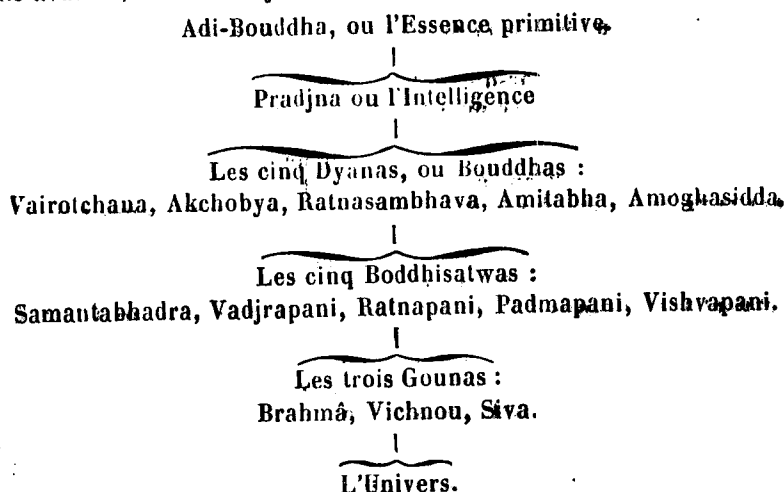 Adi-Bouddha, ou l'Essence primitive,
Pradjna ou l'Intelligence
Les cinq Dyanas, ou Bouddhas :
Vairotchana, Akchobya, Ratnasambhava, Amitabha, Amoghasidda.
Les cinq Boddhisatwas :
Samantabhadra, Vadjrapani, Ratnapani, Padmapani, Vishvapani.
Les trois Gounas :
Brahmâ, Vichnou, Siva.
L'Univers.